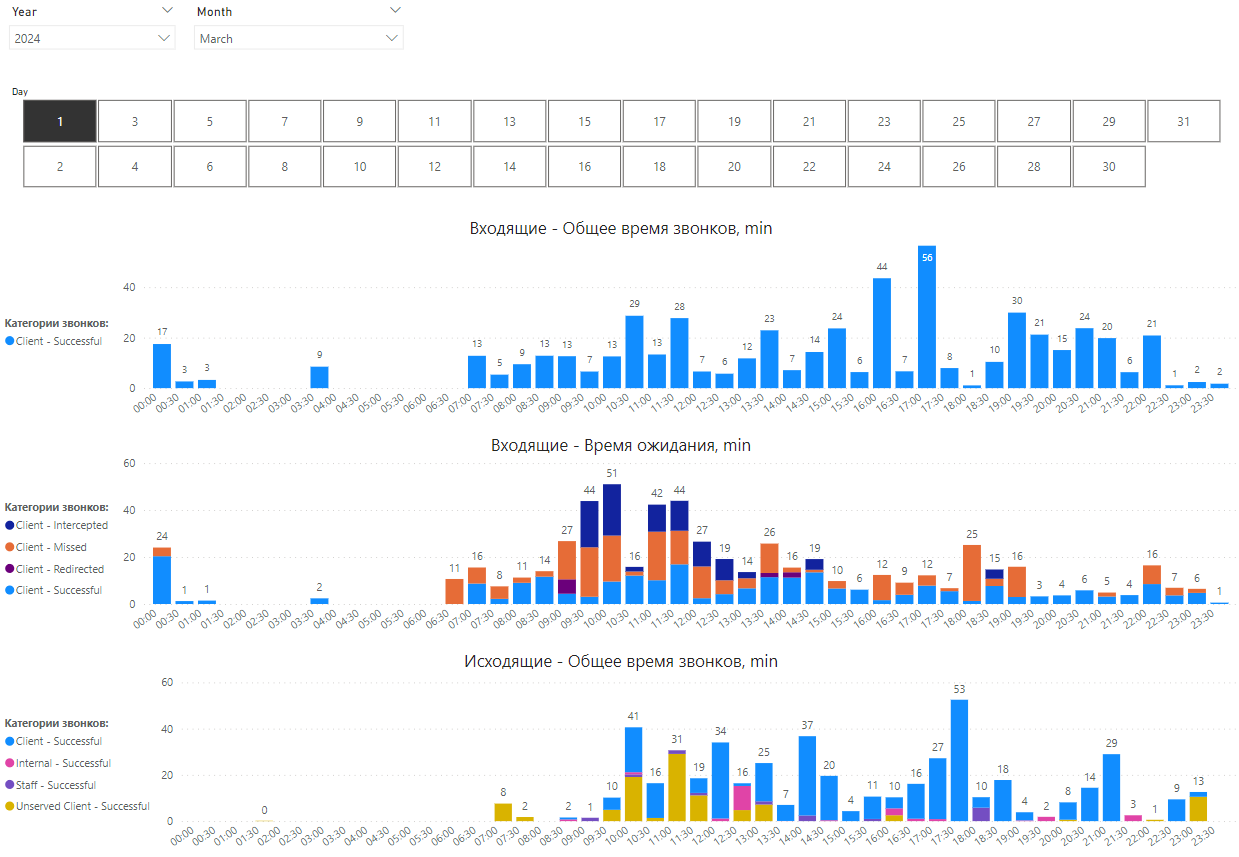 Year
Month
2024
March
Day
1 3 5 7 9 11 13 15 17 19 21 23 25 27 29 31
2 4 6 8 10 12 14 16 18 20 22 24 26 28 30
Входящие - Общее время звонков, min
Категории звонков:
Client - Successful
40
20
0
17 3 3 9 13 5 9 13 13 7 13 29 13 28 7 6 12 23 7 14 24 6 44 7 56 8 1 10 30 21 15 24 20 6 21 1 2 2
00:00 00:30 01:00 01:30 02:00 02:30 03:00 03:30 04:00 04:30 05:00 05:30 06:00 06:30 07:00 07:30 08:00 08:30 09:00 09:30 10:00 10:30 11:00 11:30 12:00 12:30 13:00 13:30 14:00 14:30 15:00 15:30 16:00 16:30 17:00 17:30 18:00 18:30 19:00 19:30 20:00 20:30 21:00 21:30 22:00 22:30 23:00 23:30
Входящие - Время ожидания, min
Категории звонков:
Client - Intercepted
Client - Missed
Client - Redirected
Client - Successful
60
40
20
0
24 1 1 2 11 16 8 11 14 27 44 51 16 42 44 27 19 14 26 16 19 10 6 12 9 12 7 25 15 16 3 4 6 5 4 16 7 6 1
00:00 00:30 01:00 01:30 02:00 02:30 03:00 03:30 04:00 04:30 05:00 05:30 06:00 06:30 07:00 07:30 08:00 08:30 09:00 09:30 10:00 10:30 11:00 11:30 12:00 12:30 13:00 13:30 14:00 14:30 15:00 15:30 16:00 16:30 17:00 17:30 18:00 18:30 19:00 19:30 20:00 20:30 21:00 21:30 22:00 22:30 23:00 23:30
Исходящие - Общее время звонков, min
Категории звонков:
Client - Successful
Internal - Successful
Staff - Successful
Unserved Client - Successful
60
40
20
0
0 8 2 2 1 10 41 16 31 19 34 16 25 7 37 20 4 11 10 16 27 53 10 18 4 2 8 14 29 3 1 9 13
00:00 00:30 01:00 01:30 02:00 02:30 03:00 03:30 04:00 04:30 05:00 05:30 06:00 06:30 07:00 07:30 08:00 08:30 09:00 09:30 10:00 10:30 11:00 11:30 12:00 12:30 13:00 13:30 14:00 14:30 15:00 15:30 16:00 16:30 17:00 17:30 18:00 18:30 19:00 19:30 20:00 20:30 21:00 21:30 22:00 22:30 23:00 23:30